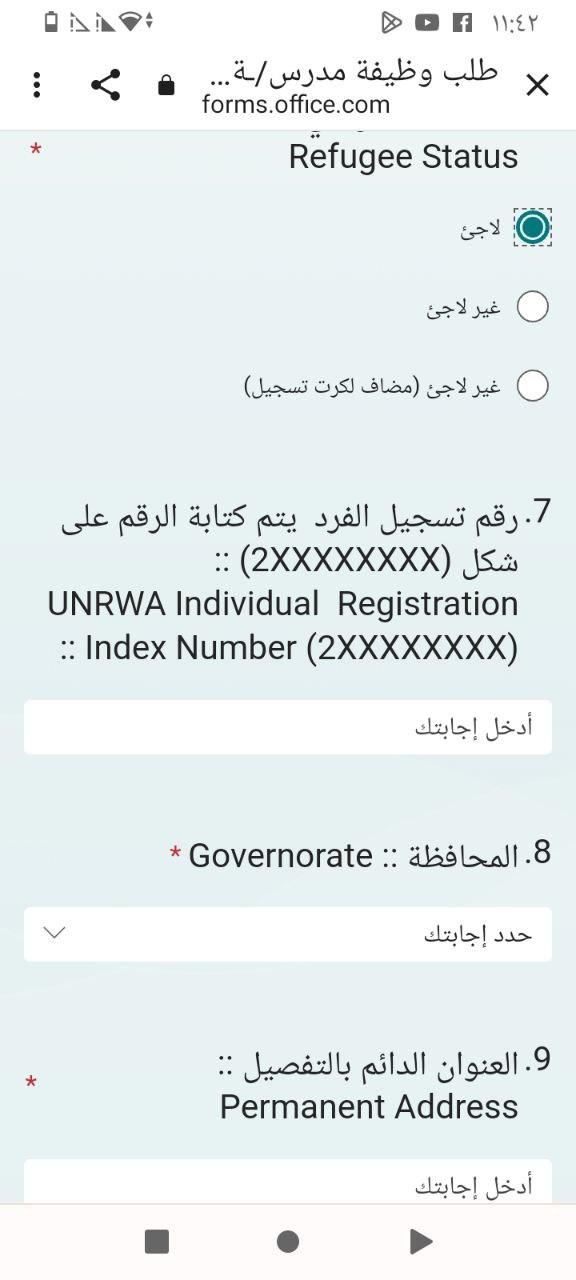 ١١:٤٢
طلب وظيفة مدرس/ـة...
forms.office.com
Refugee Status *
لاجئ
غير لاجئ
غير لاجئ (مضاف لكرت تسجيل)
7. رقم تسجيل الفرد يتم كتابة الرقم على
شكل (2XXXXXXXX) ::
UNRWA Individual Registration
Index Number (2XXXXXXXX) ::
أدخل إجابتك
8. المحافظة :: Governorate *
حدد إجابتك
9. العنوان الدائم بالتفصيل ::
Permanent Address *
أدخل إجابتك